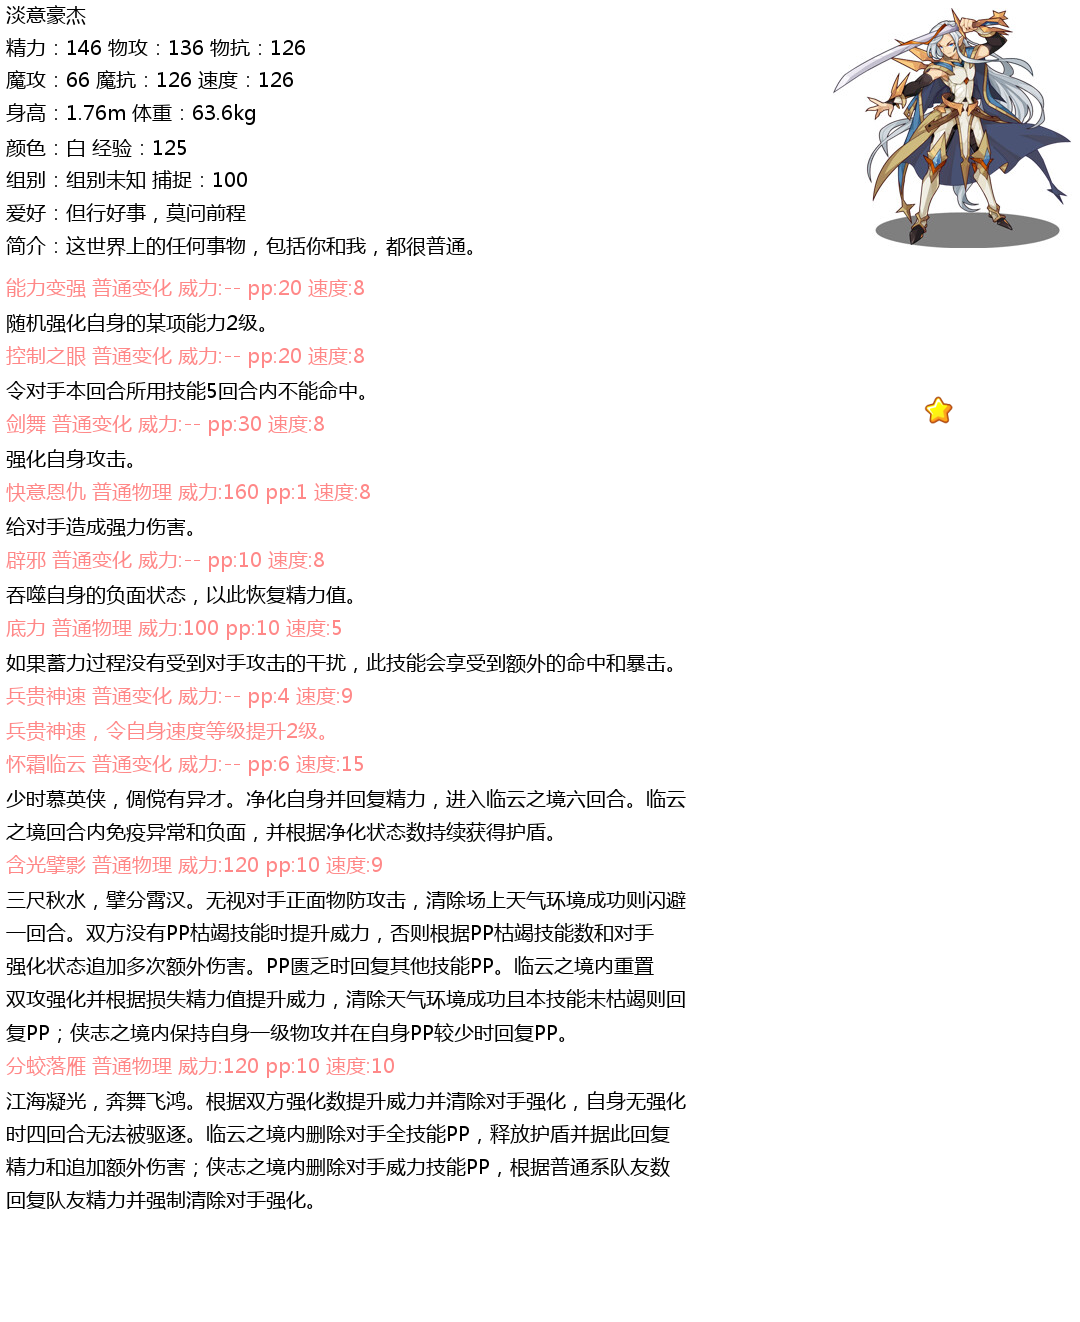 淡意豪杰
精力：146 物攻：136 物抗：126
魔攻：66 魔抗：126 速度：126
身高：1.76m 体重：63.6kg
颜色：白 经验：125
组别：组别未知 捕捉：100
爱好：但行好事，莫问前程
简介：这世界上的任何事物，包括你和我，都很普通。
能力变强 普通变化 威力:-- pp:20 速度:8
随机强化自身的某项能力2级。
控制之眼 普通变化 威力:-- pp:20 速度:8
令对手本回合所用技能5回合内不能命中。
剑舞 普通变化 威力:-- pp:30 速度:8
强化自身攻击。
快意恩仇 普通物理 威力:160 pp:1 速度:8
给对手造成强力伤害。
辟邪 普通变化 威力:-- pp:10 速度:8
吞噬自身的负面状态，以此恢复精力值。
底力 普通物理 威力:100 pp:10 速度:5
如果蓄力过程没有受到对手攻击的干扰，此技能会享受到额外的命中和暴击。
兵贵神速 普通变化 威力:-- pp:4 速度:9
兵贵神速，令自身速度等级提升2级。
怀霜临云 普通变化 威力:-- pp:6 速度:15
少时慕英侠，倜傥有异才。净化自身并回复精力，进入临云之境六回合。临云
之境回合内免疫异常和负面，并根据净化状态数持续获得护盾。
含光擘影 普通物理 威力:120 pp:10 速度:9
三尺秋水，擘分霄汉。无视对手正面物防攻击，清除场上天气环境成功则闪避
一回合。双方没有PP枯竭技能时提升威力，否则根据PP枯竭技能数和对手
强化状态追加多次额外伤害。PP匮乏时回复其他技能PP。临云之境内重置
双攻强化并根据损失精力值提升威力，清除天气环境成功且本技能未枯竭则回
复PP；侠志之境内保持自身一级物攻并在自身PP较少时回复PP。
分蛟落雁 普通物理 威力:120 pp:10 速度:10
江海凝光，奔舞飞鸿。根据双方强化数提升威力并清除对手强化，自身无强化
时四回合无法被驱逐。临云之境内删除对手全技能PP，释放护盾并据此回复
精力和追加额外伤害；侠志之境内删除对手威力技能PP，根据普通系队友数
回复队友精力并强制清除对手强化。